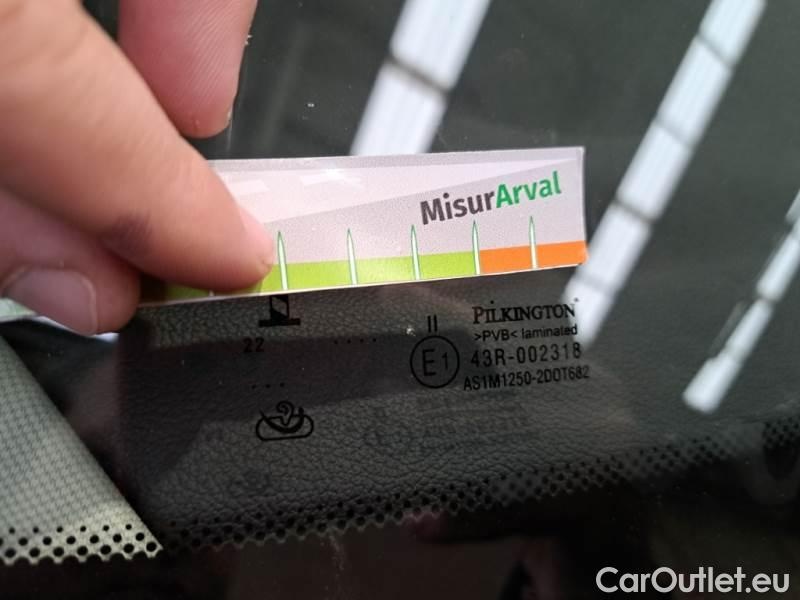 MisurArval
PILKINGTON
>PVB< laminated
22
....
II
E1
43R-002318
...
AS1M1250-2DOT682
CarOutlet.eu